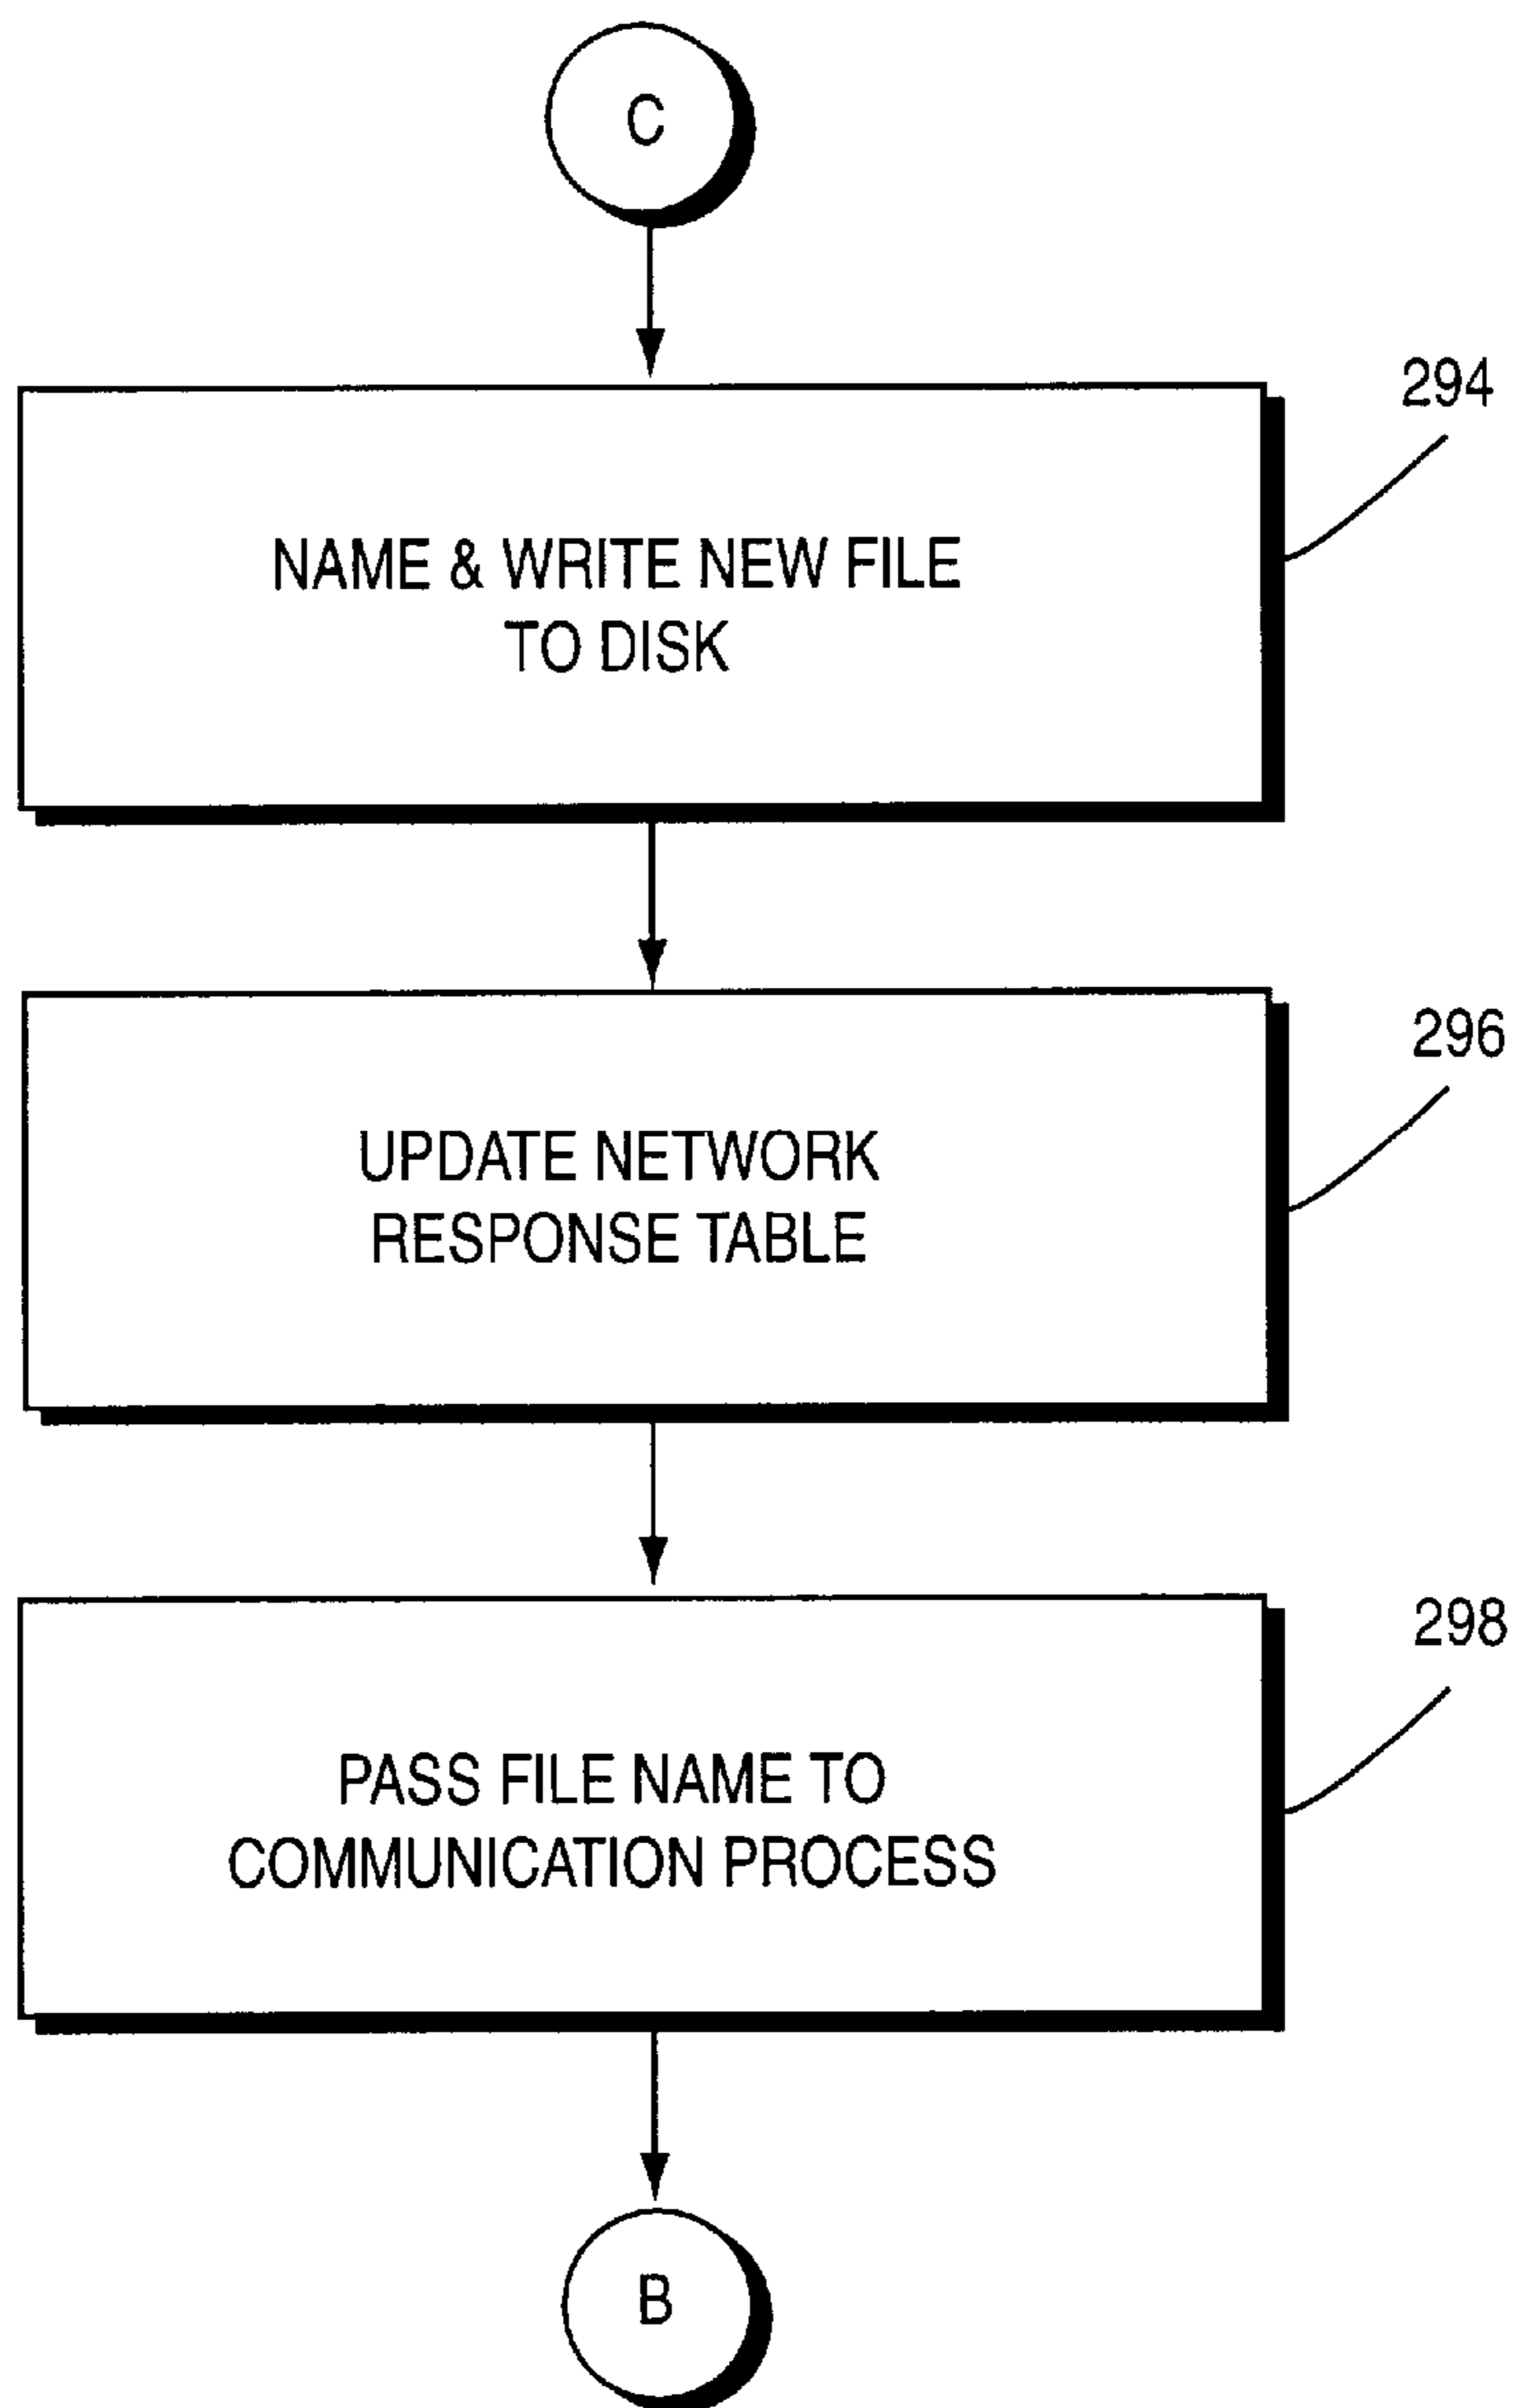 C
294
NAME & WRITE NEW FILE
TO DISK
296
UPDATE NETWORK
RESPONSE TABLE
298
PASS FILE NAME TO
COMMUNICATION PROCESS
B